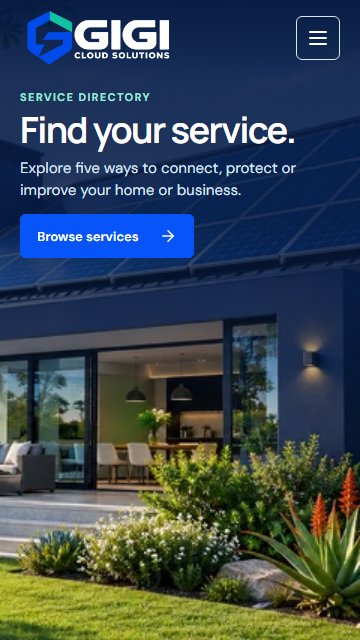 GIGI
CLOUD SOLUTIONS
SERVICE DIRECTORY
Find your service.
Explore five ways to connect, protect or
improve your home or business.
Browse services